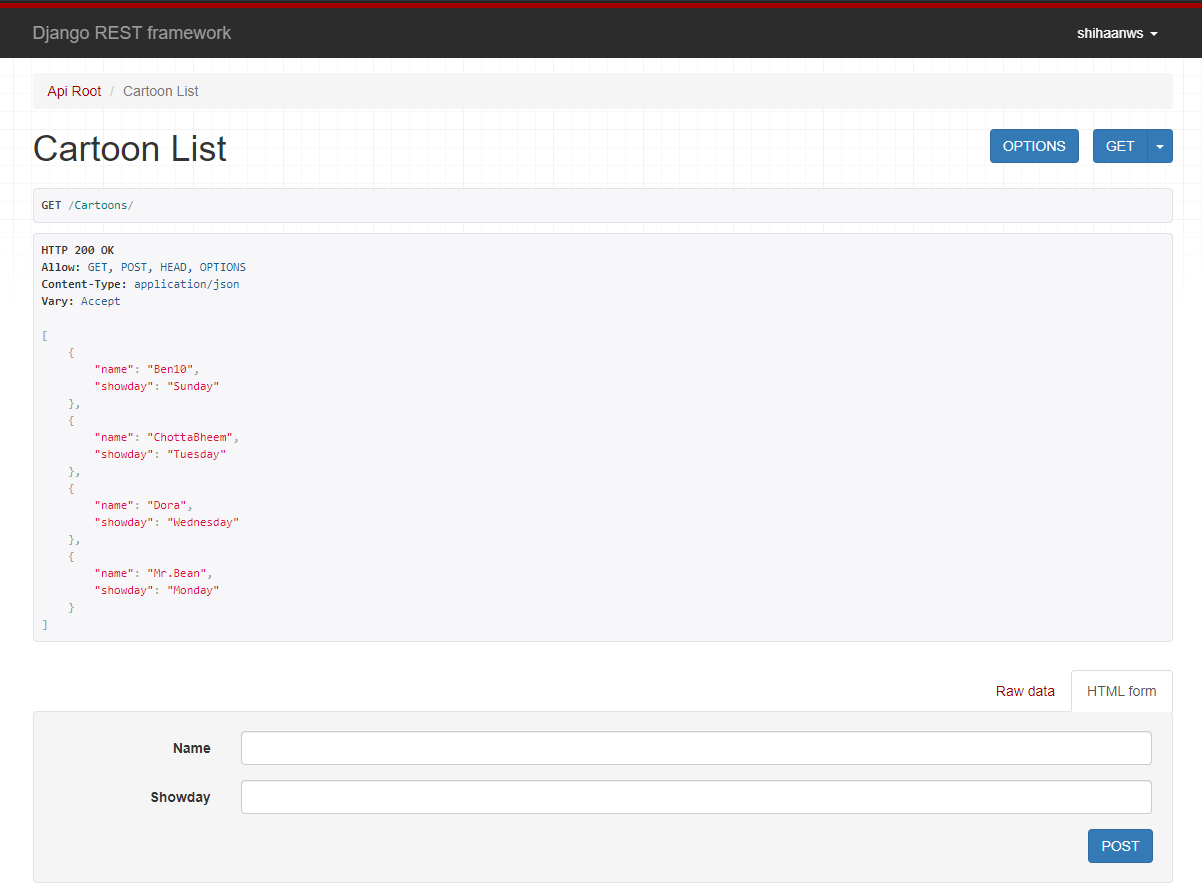 Django REST framework shihaanws
Api Root / Cartoon List
Cartoon List OPTIONS GET
GET /Cartoons/
HTTP 200 OK
Allow: GET, POST, HEAD, OPTIONS
Content-Type: application/json
Vary: Accept
[
    {
        "name": "Ben10",
        "showday": "Sunday"
    },
    {
        "name": "ChottaBheem",
        "showday": "Tuesday"
    },
    {
        "name": "Dora",
        "showday": "Wednesday"
    },
    {
        "name": "Mr.Bean",
        "showday": "Monday"
    }
]
Raw data HTML form
Name
Showday
POST